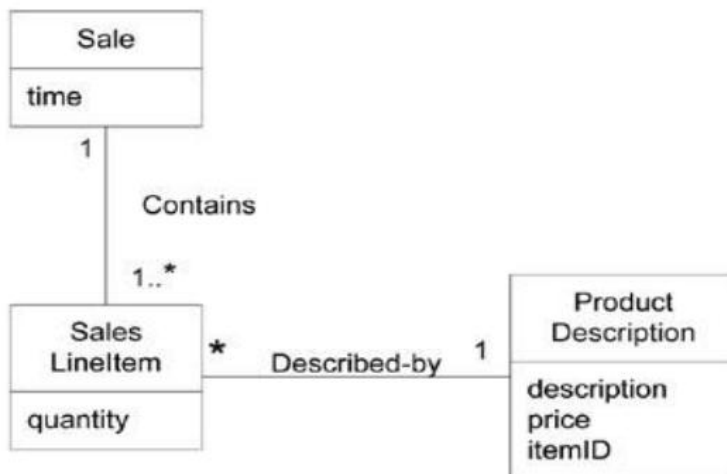 Sale
time
1
Contains
1..*
Sales
LineItem
quantity
*
Described-by
1
Product
Description
description
price
itemID